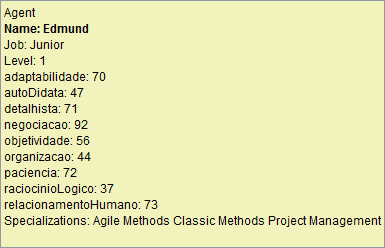 Agent
Name: Edmund
Job: Junior
Level: 1
adaptabilidade: 70
autoDidata: 47
detalhista: 71
negociacao: 92
objetividade: 56
organizacao: 44
paciencia: 72
raciocinioLogico: 37
relacionamentoHumano: 73
Specializations: Agile Methods Classic Methods Project Management